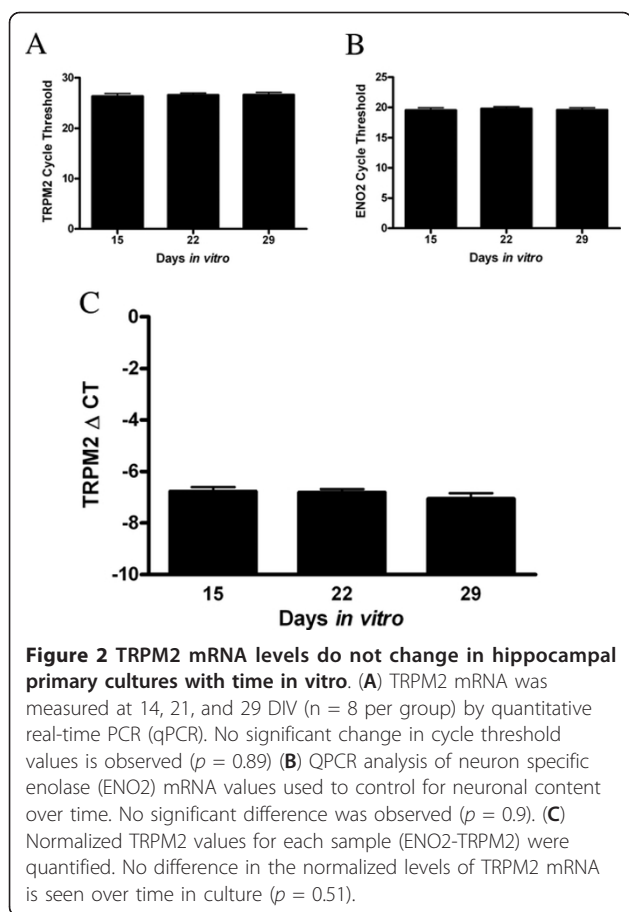 A
B
TRPM2 Cycle Threshold
30
20
10
0
15 22 29
Days in vitro
ENO2 Cycle Threshold
25
20
15
10
5
0
15 22 29
Days in vitro
C
TRPM2 Δ CT
0
-2
-4
-6
-8
-10
15 22 29
Days in vitro
Figure 2 TRPM2 mRNA levels do not change in hippocampal
primary cultures with time in vitro. (A) TRPM2 mRNA was
measured at 14, 21, and 29 DIV (n = 8 per group) by quantitative
real-time PCR (qPCR). No significant change in cycle threshold
values is observed (p = 0.89) (B) QPCR analysis of neuron specific
enolase (ENO2) mRNA values used to control for neuronal content
over time. No significant difference was observed (p = 0.9). (C)
Normalized TRPM2 values for each sample (ENO2-TRPM2) were
quantified. No difference in the normalized levels of TRPM2 mRNA
is seen over time in culture (p = 0.51).